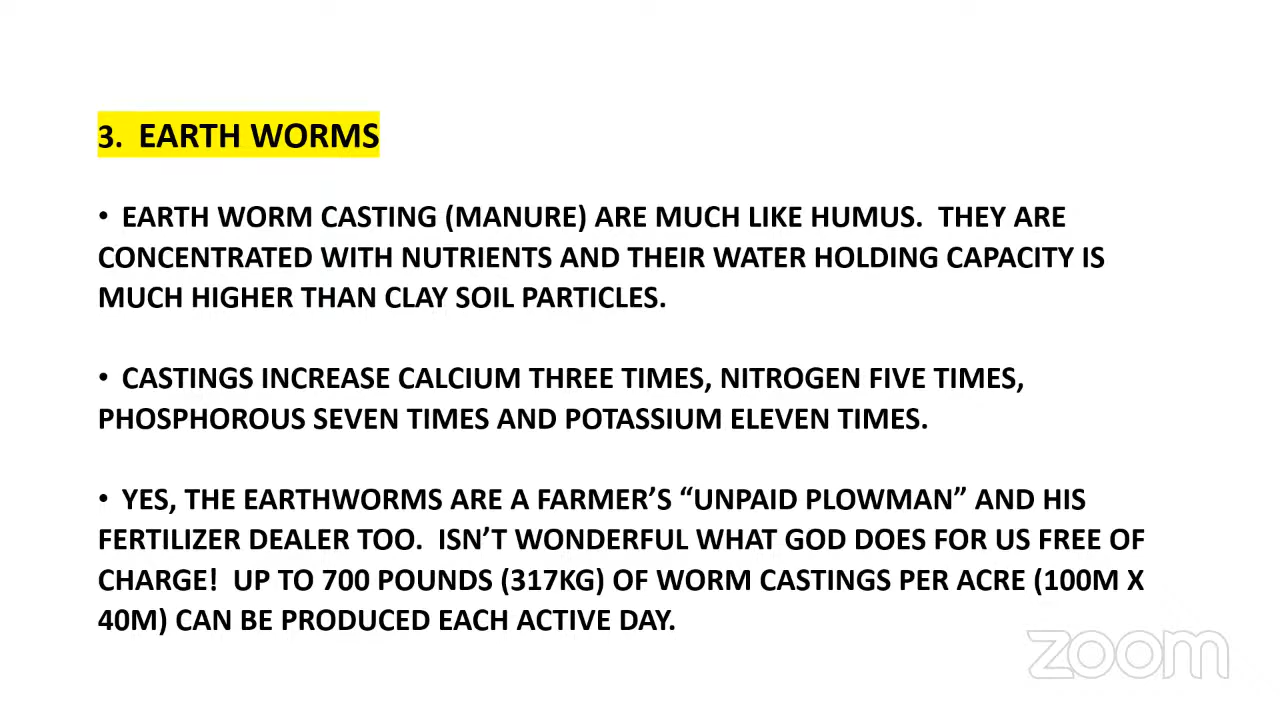 3. EARTH WORMS
• EARTH WORM CASTING (MANURE) ARE MUCH LIKE HUMUS. THEY ARE
CONCENTRATED WITH NUTRIENTS AND THEIR WATER HOLDING CAPACITY IS
MUCH HIGHER THAN CLAY SOIL PARTICLES.
• CASTINGS INCREASE CALCIUM THREE TIMES, NITROGEN FIVE TIMES,
PHOSPHOROUS SEVEN TIMES AND POTASSIUM ELEVEN TIMES.
• YES, THE EARTHWORMS ARE A FARMER’S “UNPAID PLOWMAN” AND HIS
FERTILIZER DEALER TOO. ISN’T WONDERFUL WHAT GOD DOES FOR US FREE OF
CHARGE! UP TO 700 POUNDS (317KG) OF WORM CASTINGS PER ACRE (100M X
40M) CAN BE PRODUCED EACH ACTIVE DAY.
zoom